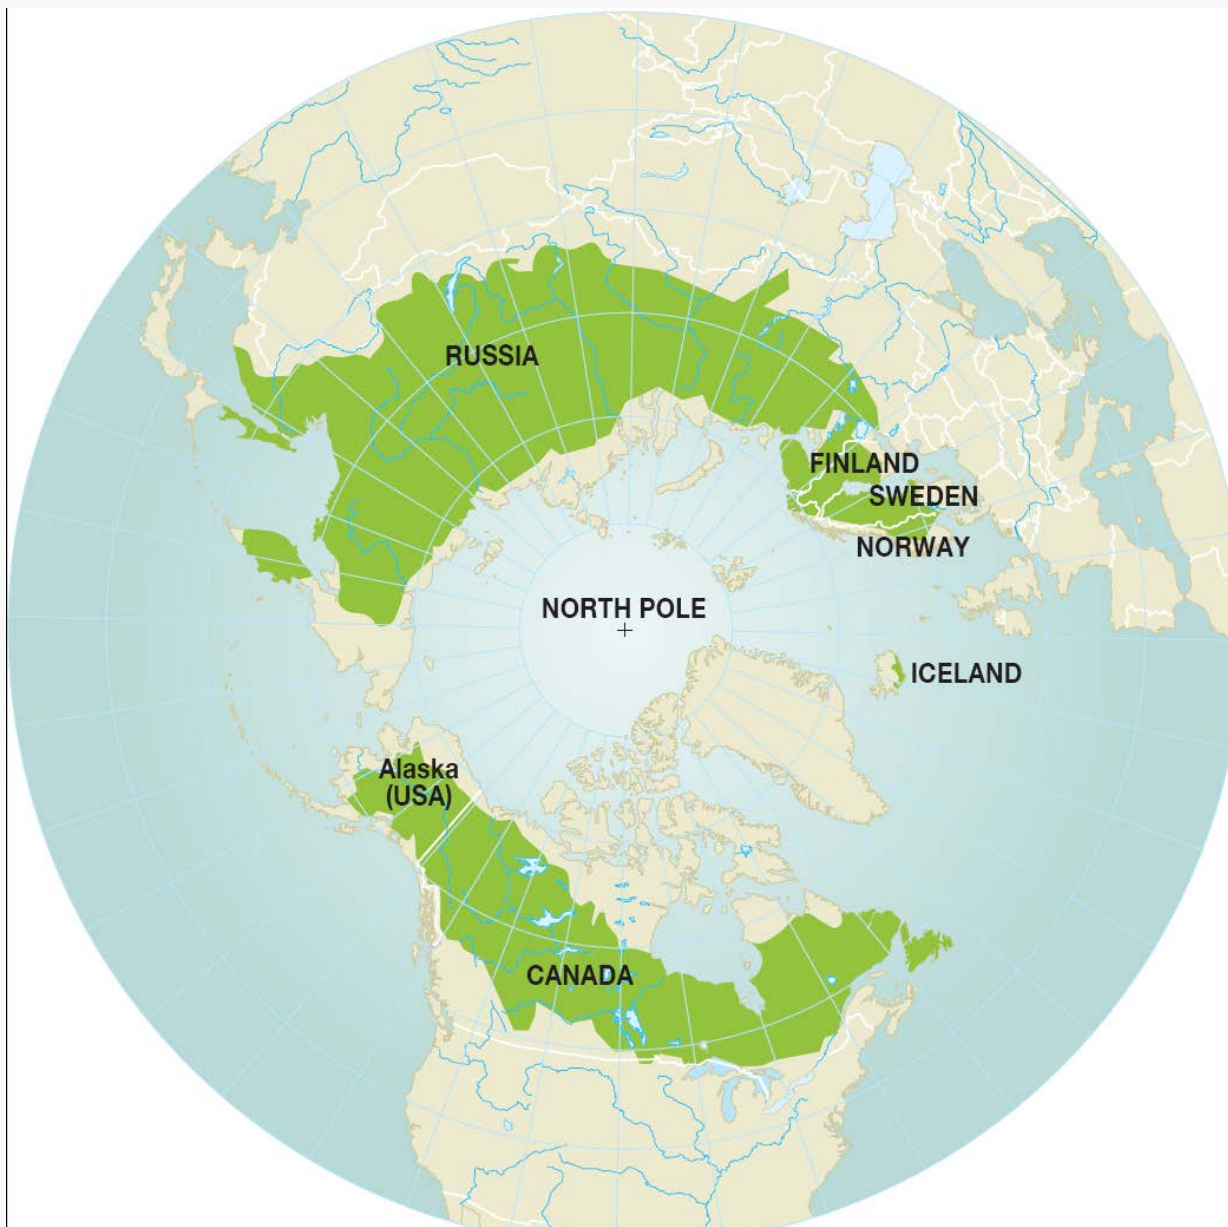 RUSSIA
FINLAND
SWEDEN
NORWAY
NORTH POLE
ICELAND
Alaska
(USA)
CANADA